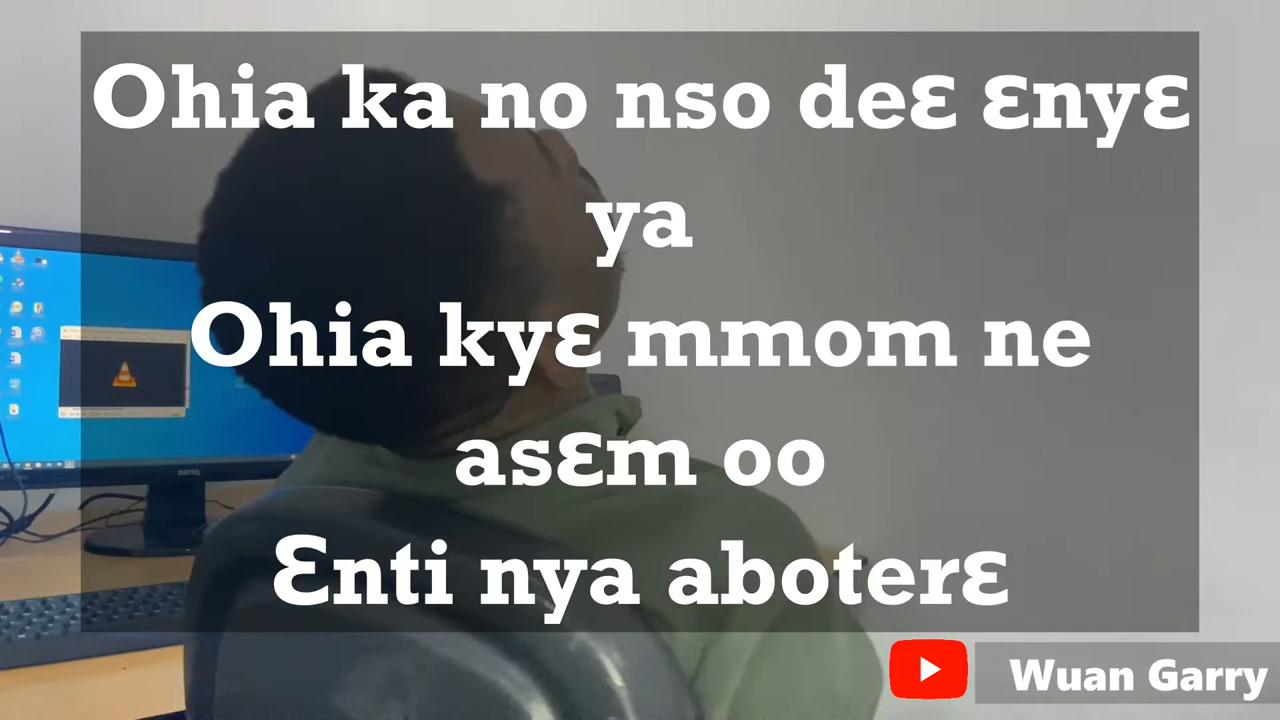 Ohia ka no nso deɛ ɛnyɛ
ya
Ohia kyɛ mmom ne
asɛm oo
Ɛnti nya aboterɛ
Wuan Garry